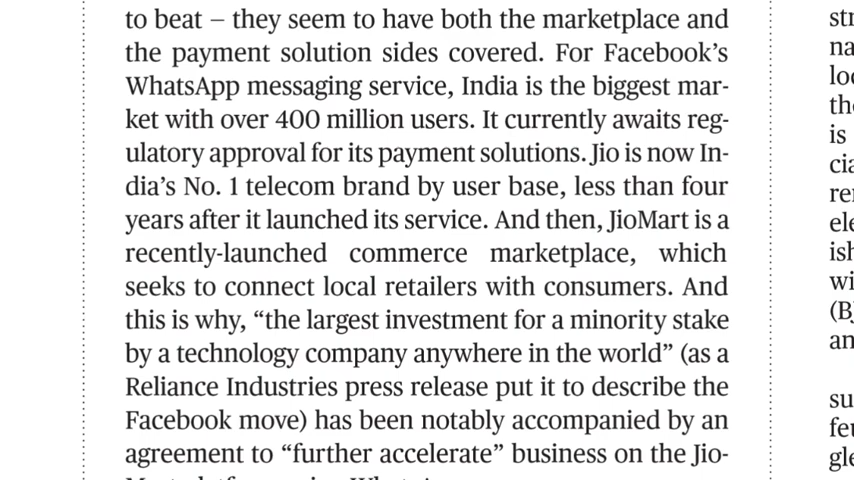 to beat – they seem to have both the marketplace and
the payment solution sides covered. For Facebook’s
WhatsApp messaging service, India is the biggest mar-
ket with over 400 million users. It currently awaits reg-
ulatory approval for its payment solutions. Jio is now In-
dia’s No. 1 telecom brand by user base, less than four
years after it launched its service. And then, JioMart is a
recently-launched commerce marketplace, which
seeks to connect local retailers with consumers. And
this is why, “the largest investment for a minority stake
by a technology company anywhere in the world” (as a
Reliance Industries press release put it to describe the
Facebook move) has been notably accompanied by an
agreement to “further accelerate” business on the Jio-